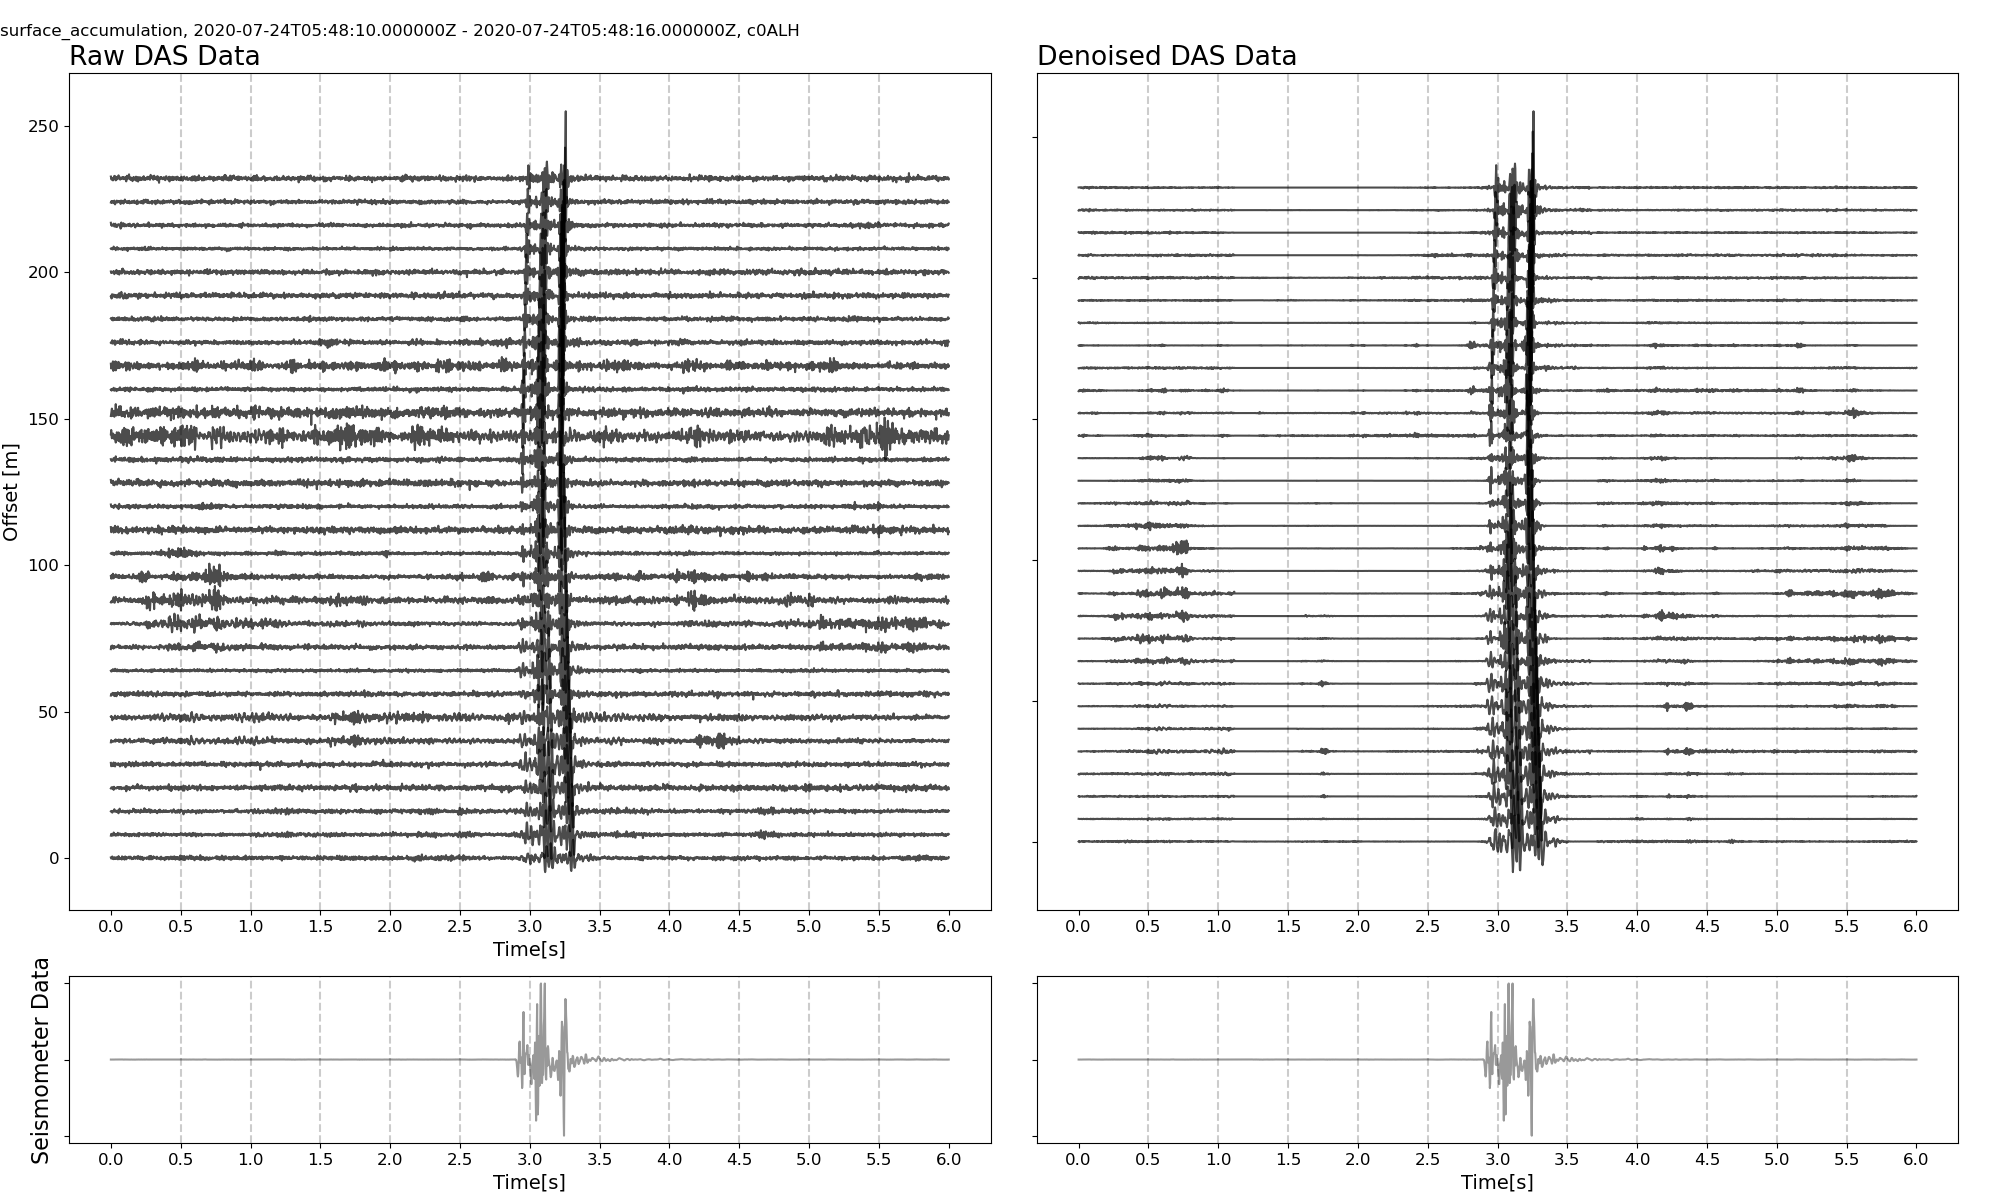 surface_accumulation, 2020-07-24T05:48:10.000000Z - 2020-07-24T05:48:16.000000Z, c0ALH
Raw DAS Data
Denoised DAS Data
Offset [m]
250
200
150
100
50
0
0.0 0.5 1.0 1.5 2.0 2.5 3.0 3.5 4.0 4.5 5.0 5.5 6.0
Time[s]
0.0 0.5 1.0 1.5 2.0 2.5 3.0 3.5 4.0 4.5 5.0 5.5 6.0
Seismometer Data
0.0 0.5 1.0 1.5 2.0 2.5 3.0 3.5 4.0 4.5 5.0 5.5 6.0
Time[s]
0.0 0.5 1.0 1.5 2.0 2.5 3.0 3.5 4.0 4.5 5.0 5.5 6.0
Time[s]